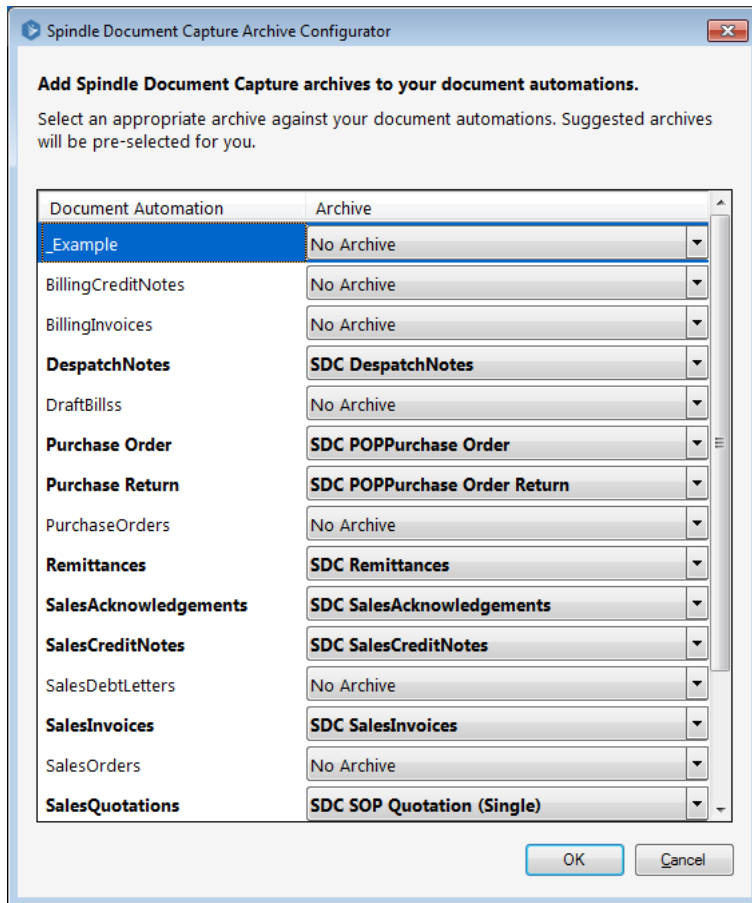 Spindle Document Capture Archive Configurator
Add Spindle Document Capture archives to your document automations.
Select an appropriate archive against your document automations. Suggested archives
will be pre-selected for you.
Document Automation Archive
_Example No Archive
BillingCreditNotes No Archive
BillingInvoices No Archive
DespatchNotes SDC DespatchNotes
DraftBillss No Archive
Purchase Order SDC POPPurchase Order
Purchase Return SDC POPPurchase Order Return
PurchaseOrders No Archive
Remittances SDC Remittances
SalesAcknowledgements SDC SalesAcknowledgements
SalesCreditNotes SDC SalesCreditNotes
SalesDebtLetters No Archive
SalesInvoices SDC SalesInvoices
SalesOrders No Archive
SalesQuotations SDC SOP Quotation (Single)
OK Cancel